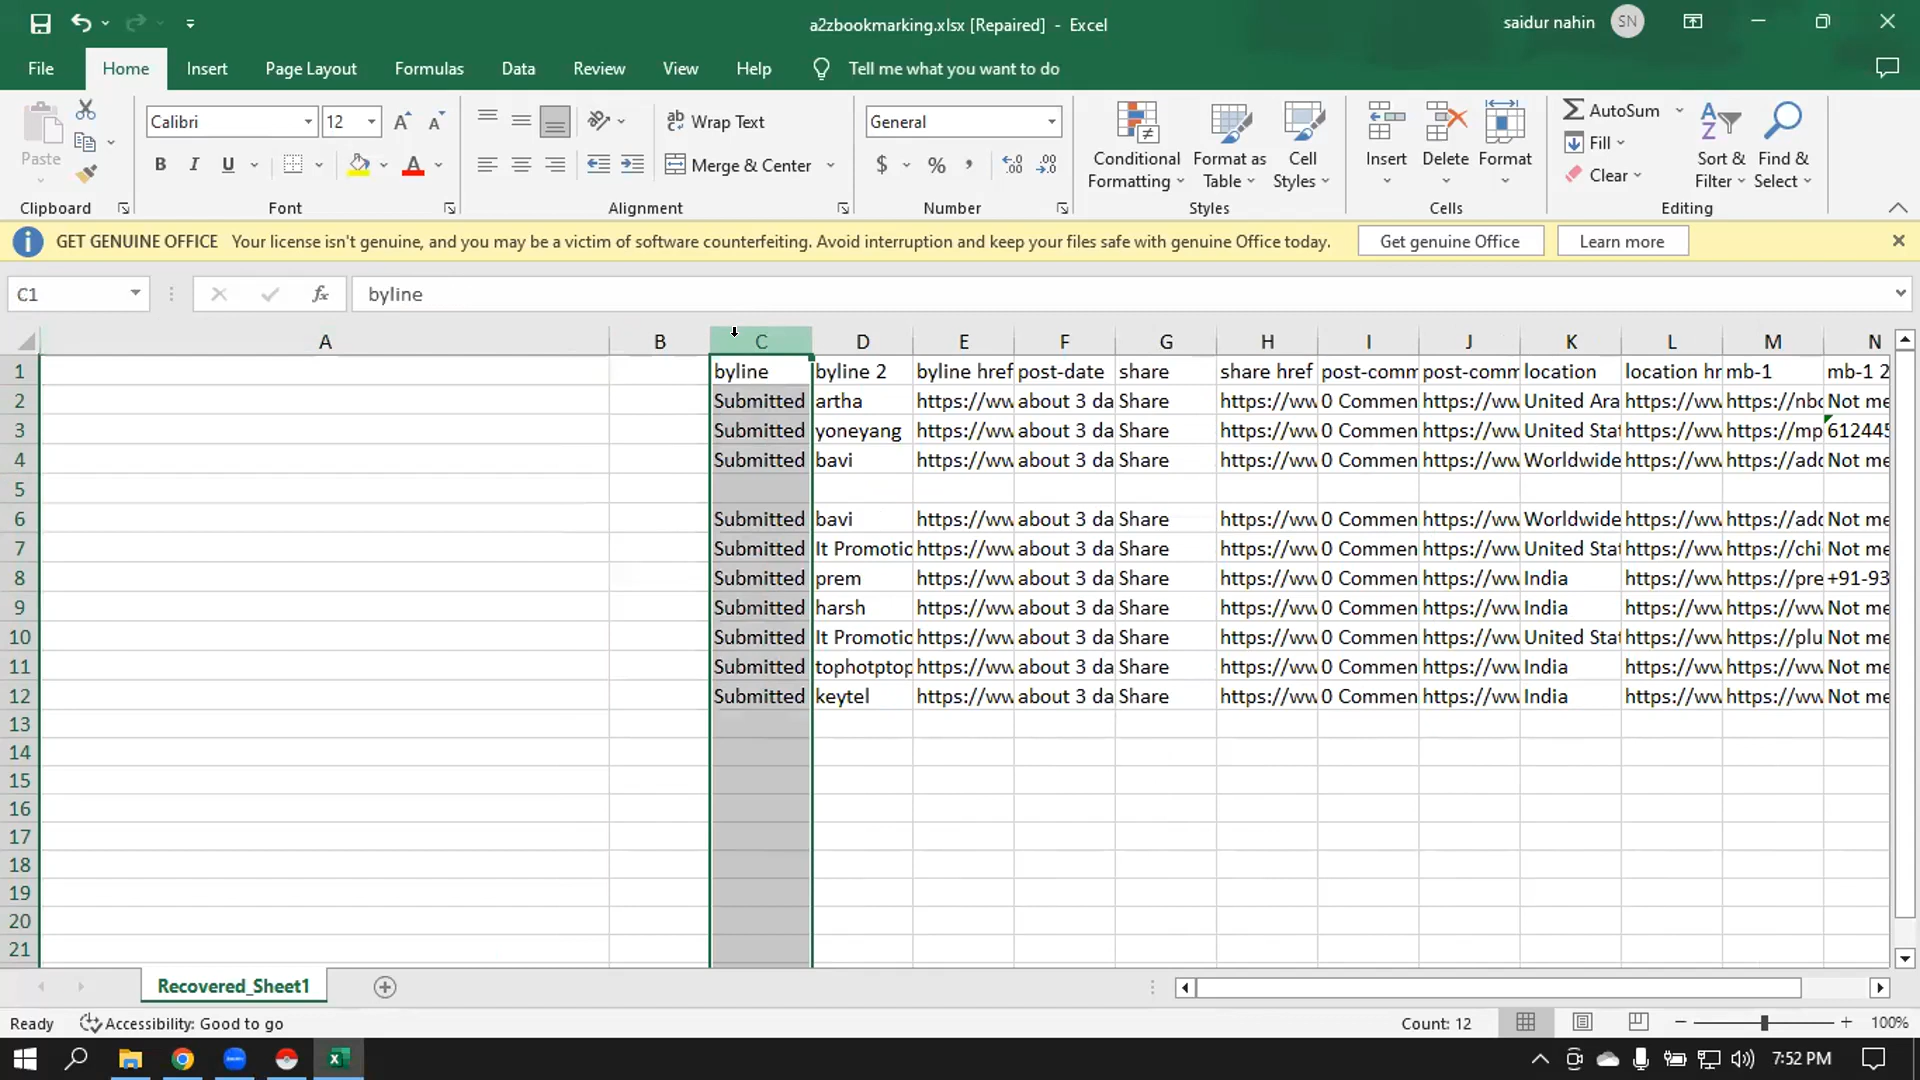 a2zbookmarking.xlsx [Repaired] - Excel
saidur nahin
SN
File Home Insert Page Layout Formulas Data Review View Help Tell me what you want to do
Paste
Calibri 12
B I U
Wrap Text
Merge & Center
General
$ % ,
Conditional Formatting
Format as Table
Cell Styles
Insert
Delete
Format
AutoSum
Fill
Clear
Sort & Filter
Find & Select
Clipboard Font Alignment Number Styles Cells Editing
GET GENUINE OFFICE Your license isn't genuine, and you may be a victim of software counterfeiting. Avoid interruption and keep your files safe with genuine Office today. Get genuine Office Learn more
C1 fx byline
A B C D E F G H I J K L M N
1 byline byline 2 byline href post-date share share href post-comm post-comm location location hr mb-1 mb-1 2
2 Submitted artha https://ww about 3 da Share https://ww 0 Commen https://ww United Ara https://ww https://nbc Not me
3 Submitted yoneyang https://ww about 3 da Share https://ww 0 Commen https://ww United Stat https://ww https://mp 612445
4 Submitted bavi https://ww about 3 da Share https://ww 0 Commen https://ww Worldwide https://ww https://adc Not me
5
6 Submitted bavi https://ww about 3 da Share https://ww 0 Commen https://ww Worldwide https://ww https://adc Not me
7 Submitted It Promotio https://ww about 3 da Share https://ww 0 Commen https://ww United Stat https://ww https://chi Not me
8 Submitted prem https://ww about 3 da Share https://ww 0 Commen https://ww India https://ww https://pre +91-93
9 Submitted harsh https://ww about 3 da Share https://ww 0 Commen https://ww India https://ww https://ww Not me
10 Submitted It Promotio https://ww about 3 da Share https://ww 0 Commen https://ww United Stat https://ww https://plu Not me
11 Submitted tophotptop https://ww about 3 da Share https://ww 0 Commen https://ww India https://ww https://ww Not me
12 Submitted keytel https://ww about 3 da Share https://ww 0 Commen https://ww India https://ww https://ww Not me
13
14
15
16
17
18
19
20
21
Recovered_Sheet1
Ready Accessibility: Good to go Count: 12 100%
7:52 PM